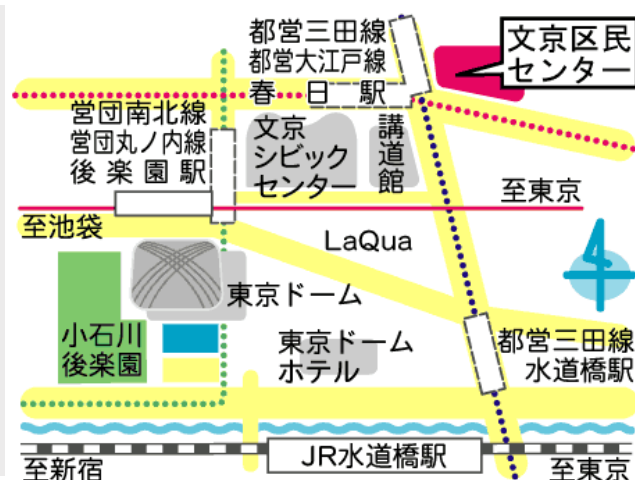 都営三田線
都営大江戸線
春日駅
文京区民
センター
営団南北線
営団丸ノ内線
後楽園駅
文京
シビック
センター
講道館
至東京
至池袋
LaQua
東京ドーム
小石川
後楽園
東京ドーム
ホテル
都営三田線
水道橋駅
JR水道橋駅
至新宿
至東京